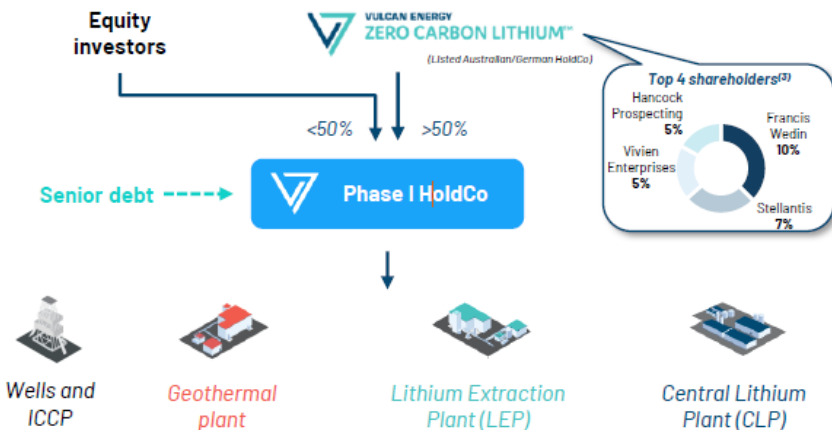 Equity
investors
VULCAN ENERGY
ZERO CARBON LITHIUM™
(Listed Australian/German HoldCo)
Top 4 shareholders(3)
Hancock
Prospecting
5%
Francis
Wedin
10%
Vivien
Enterprises
5%
Stellantis
7%
<50%
>50%
Senior debt
Phase I HoldCo
Wells and
ICCP
Geothermal
plant
Lithium Extraction
Plant (LEP)
Central Lithium
Plant (CLP)